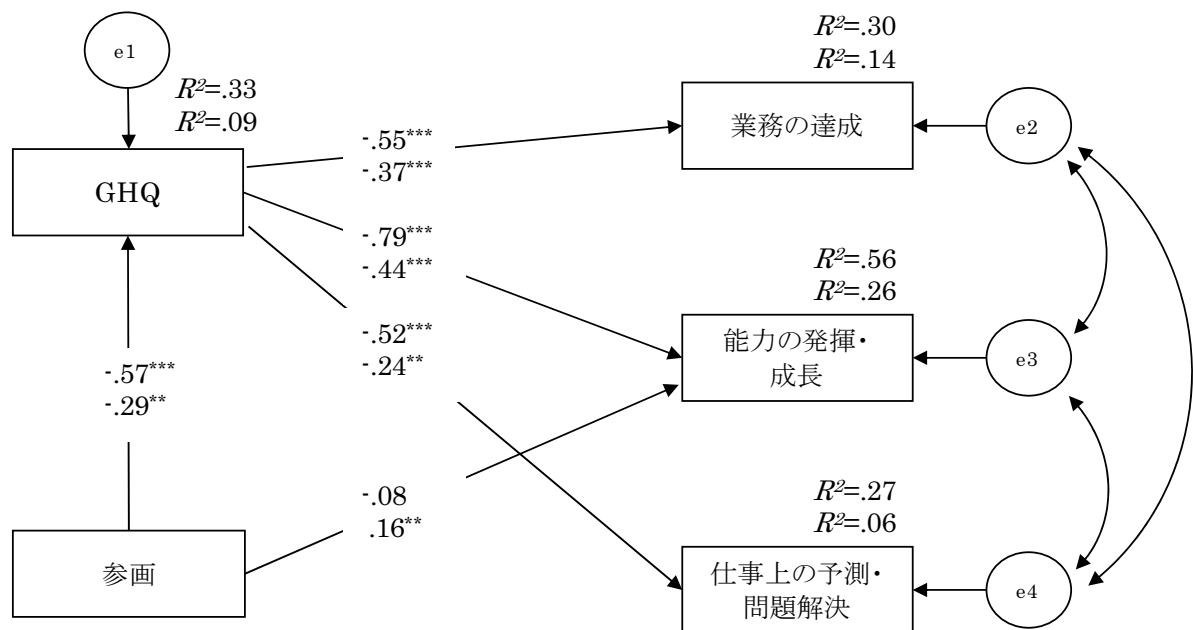 e1
R²=.33
R²=.09
GHQ
-.57***
-.29**
参画
-.55***
-.37***
-.79***
-.44***
-.52***
-.24**
-.08
.16**
R²=.30
R²=.14
業務の達成
e2
R²=.56
R²=.26
能力の発揮・
成長
e3
R²=.27
R²=.06
仕事上の予測・
問題解決
e4